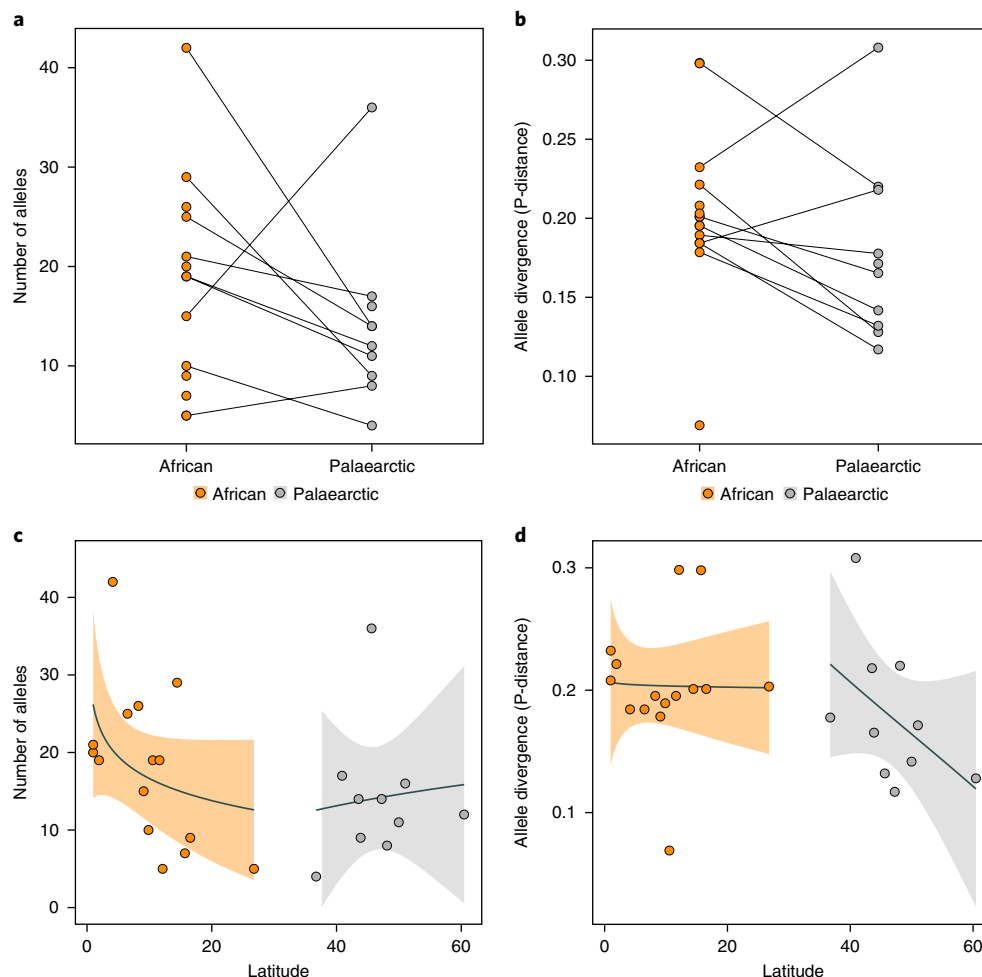 a
Number of alleles
40
30
20
10
African
Palaearctic
African Palaearctic
b
Allele divergence (P-distance)
0.30
0.25
0.20
0.15
0.10
African
Palaearctic
African Palaearctic
c
Number of alleles
40
30
20
10
0
0
20
40
60
Latitude
d
Allele divergence (P-distance)
0.3
0.2
0.1
0
20
40
60
Latitude